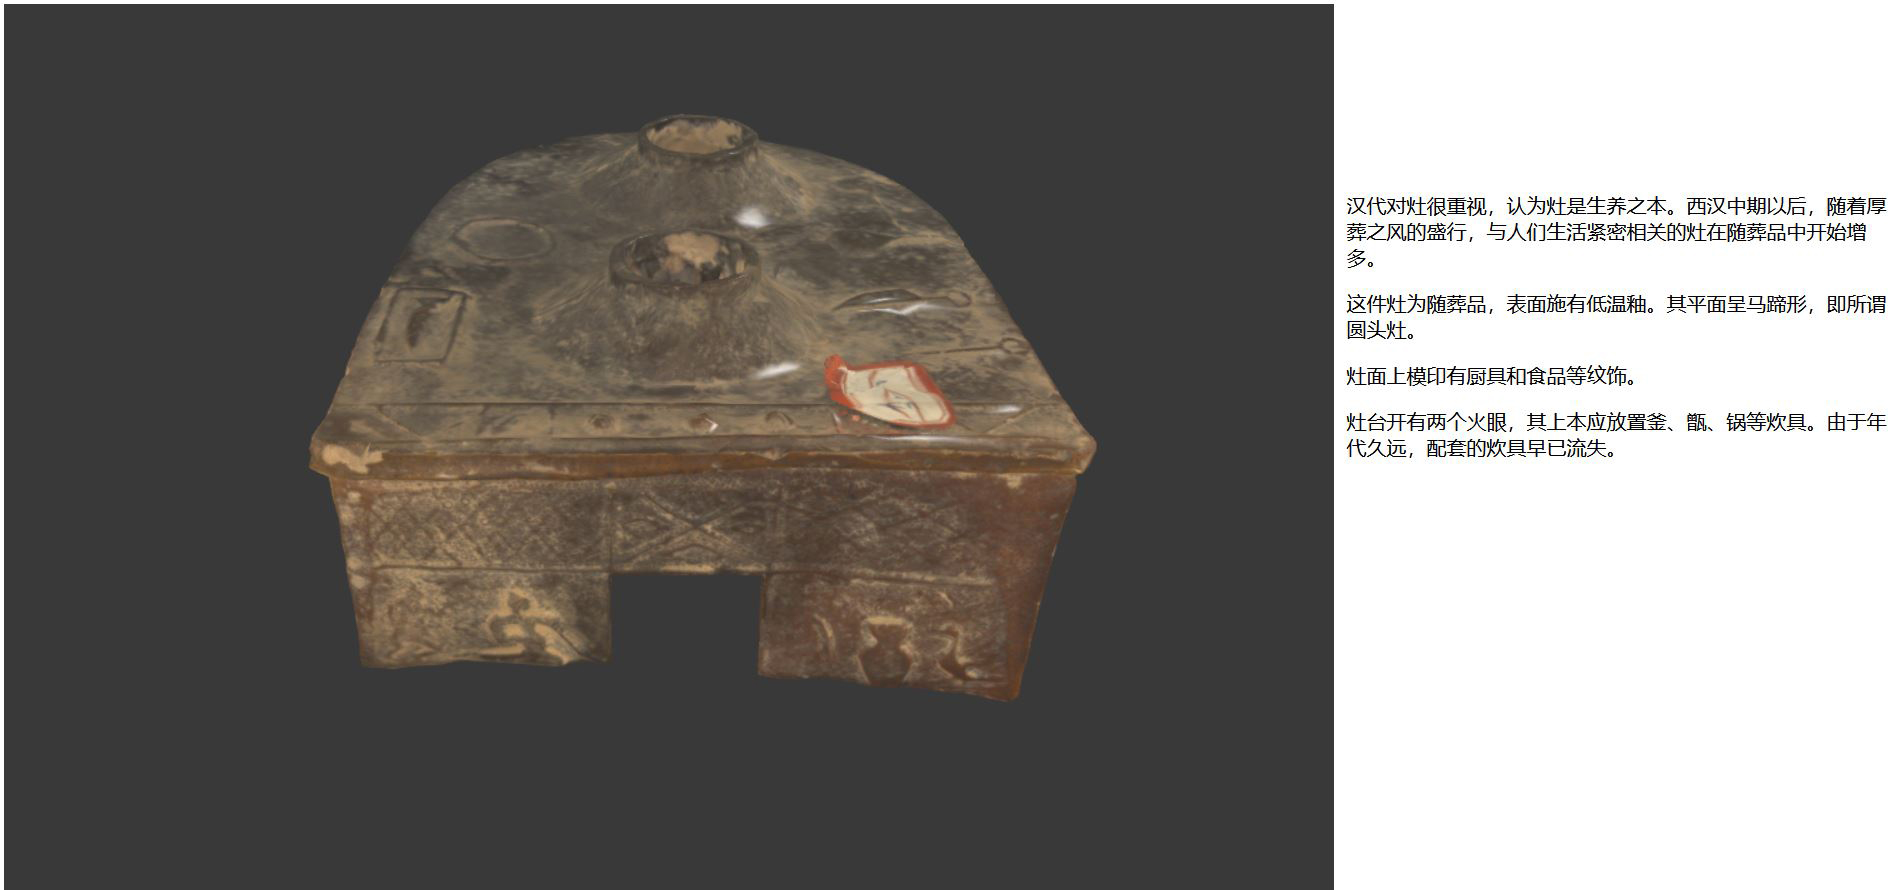 汉代对灶很重视，认为灶是生养之本。西汉中期以后，随着厚
葬之风的盛行，与人们生活紧密相关的灶在随葬品中开始增
多。
这件灶为随葬品，表面施有低温釉。其平面呈马蹄形，即所谓
圆头灶。
灶面上模印有厨具和食品等纹饰。
灶台开有两个火眼，其上本应放置釜、甑、锅等炊具。由于年
代久远，配套的炊具早已流失。